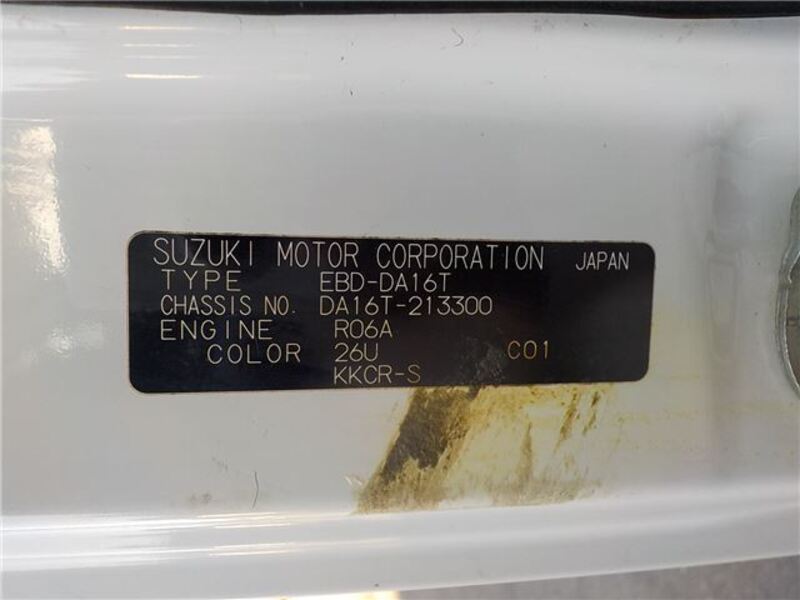 SUZUKI MOTOR CORPORATION JAPAN
TYPE EBD-DA16T
CHASSIS NO. DA16T-213300
ENGINE R06A
COLOR 26U C01
KKCR-S